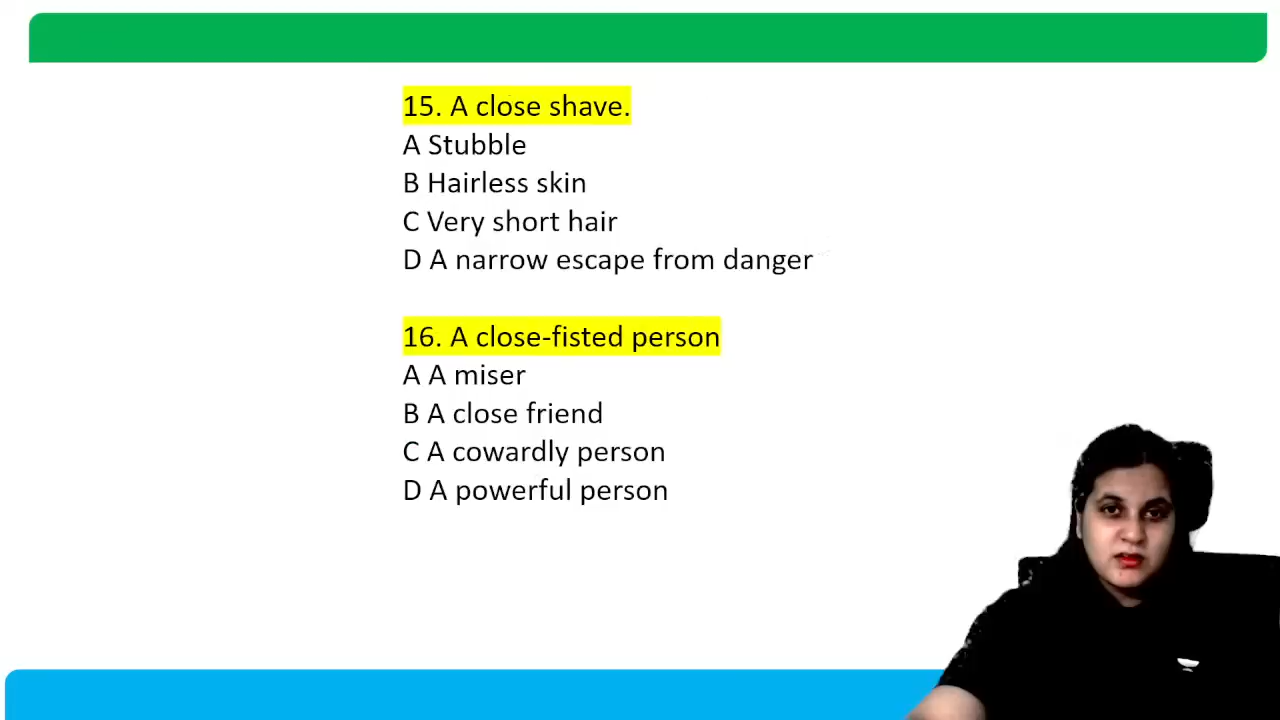 15. A close shave.
A Stubble
B Hairless skin
C Very short hair
D A narrow escape from danger
16. A close-fisted person
A A miser
B A close friend
C A cowardly person
D A powerful person